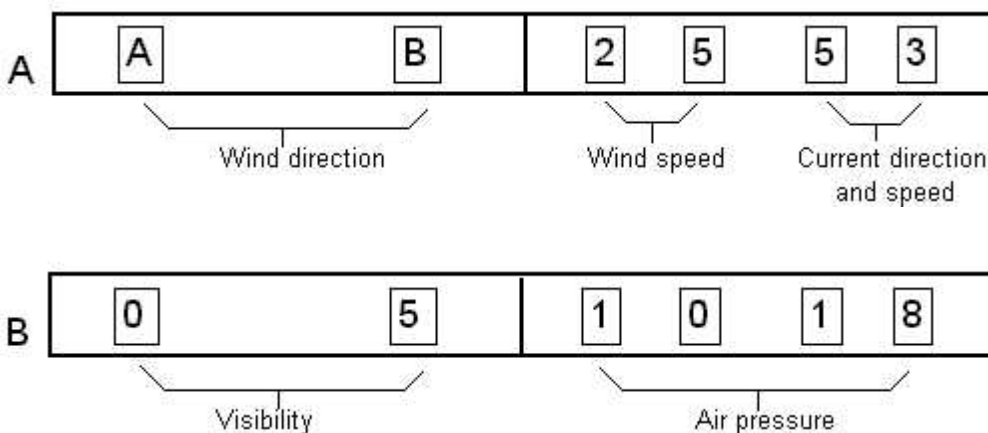 A A B 2 5 5 3
Wind direction Wind speed Current direction
and speed
B 0 5 1 0 1 8
Visibility Air pressure